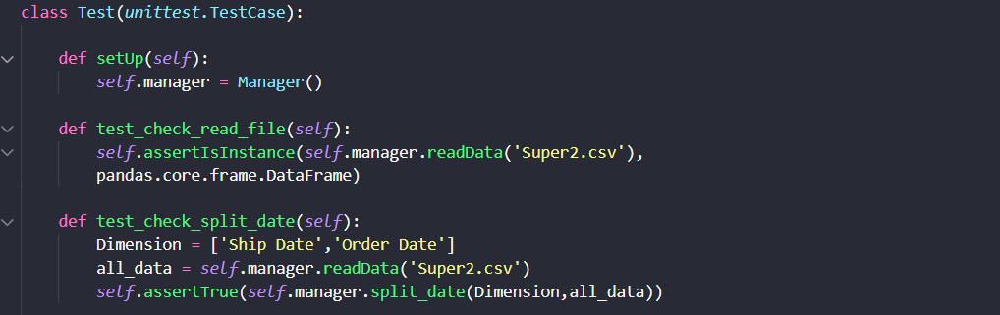 class Test(unittest.TestCase):
def setUp(self):
self.manager = Manager()
def test_check_read_file(self):
self.assertIsInstance(self.manager.readData('Super2.csv'),
pandas.core.frame.DataFrame)
def test_check_split_date(self):
Dimension = ['Ship Date','Order Date']
all_data = self.manager.readData('Super2.csv')
self.assertTrue(self.manager.split_date(Dimension,all_data))